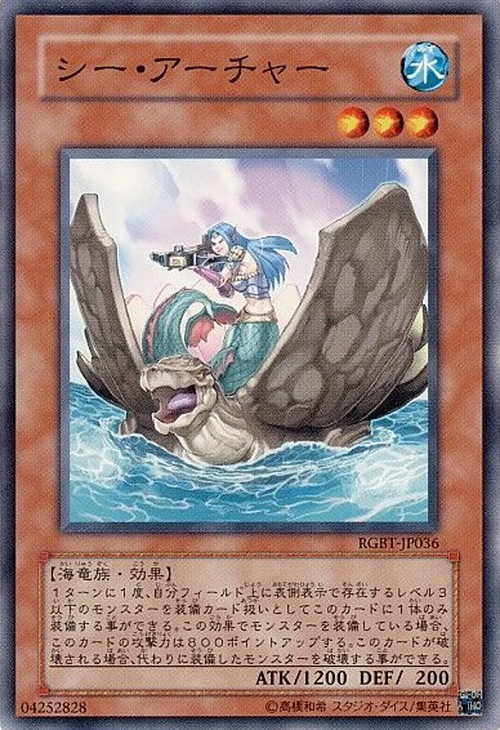 シー・アーチャー
水
RGBT-JP036
【海竜族・効果】
1ターンに1度、自分フィールド上に表側表示で存在するレベル3
以下のモンスターを装備カード扱いとしてこのカードに1体のみ
装備する事ができる。この効果でモンスターを装備している場合、
このカードの攻撃力は800ポイントアップする。このカードが破
壊される場合、代わりに装備したモンスターを破壊する事ができる。
ATK/1200 DEF/ 200
04252828
©高橋和希 スタジオ・ダイス/集英社